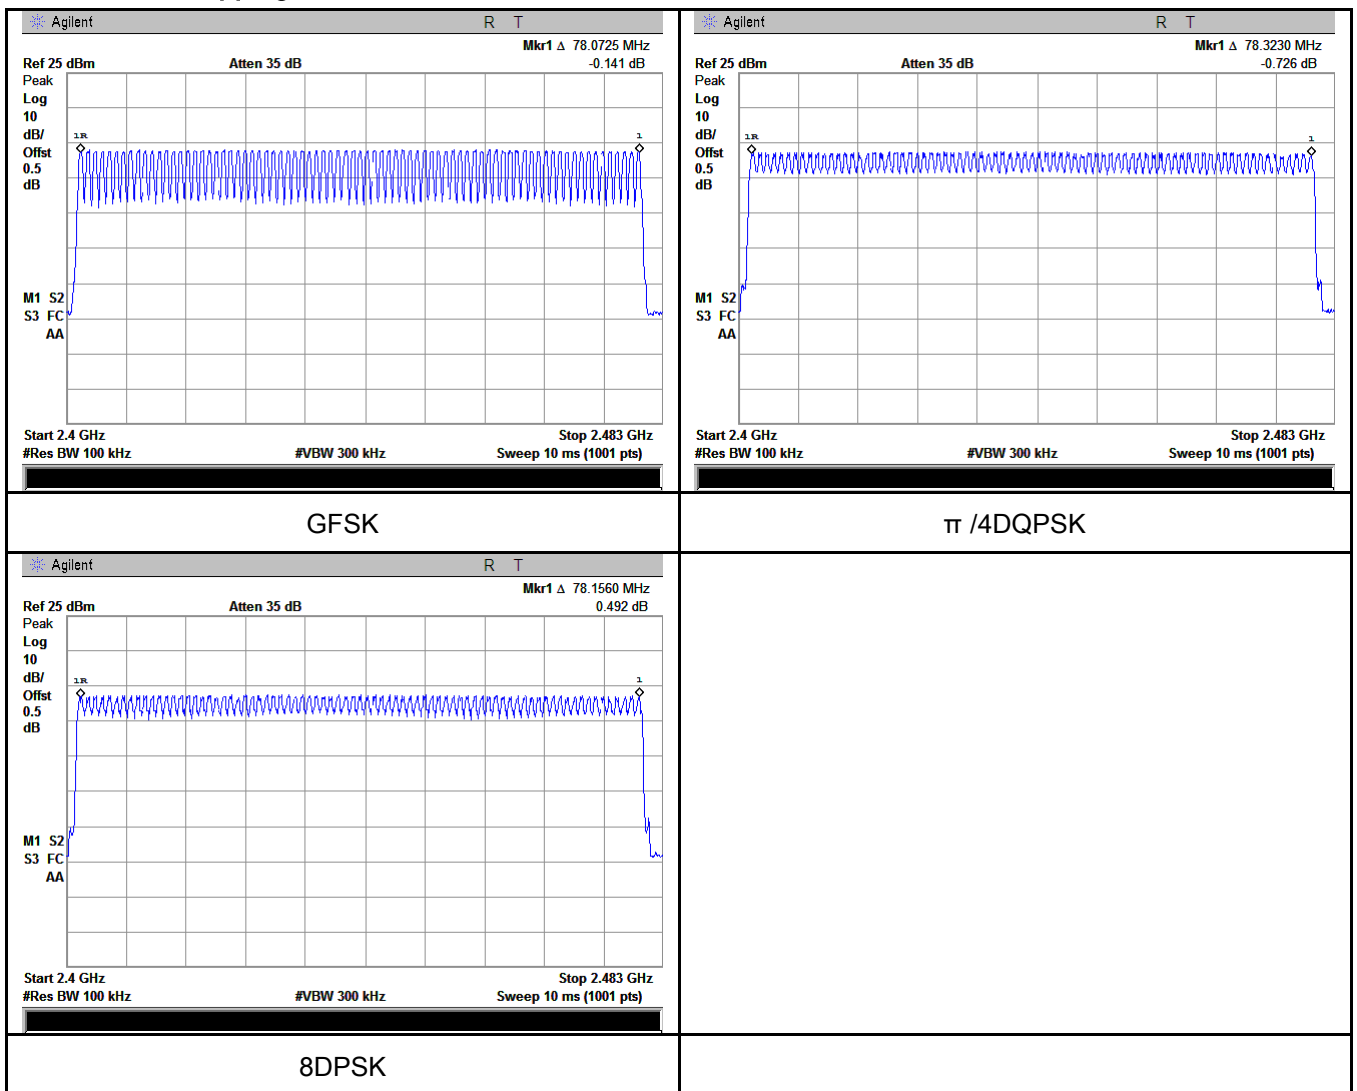 Agilent R T
Mkr1 Δ 78.0725 MHz
Ref 25 dBm Atten 35 dB -0.141 dB
Peak
Log
10
dB/
Offst
0.5
dB
1R 1
M1 S2
S3 FC
AA
Start 2.4 GHz Stop 2.483 GHz
#Res BW 100 kHz #VBW 300 kHz Sweep 10 ms (1001 pts)
GFSK
Agilent R T
Mkr1 Δ 78.3230 MHz
Ref 25 dBm Atten 35 dB -0.726 dB
Peak
Log
10
dB/
Offst
0.5
dB
1R 1
M1 S2
S3 FC
AA
Start 2.4 GHz Stop 2.483 GHz
#Res BW 100 kHz #VBW 300 kHz Sweep 10 ms (1001 pts)
π /4DQPSK
Agilent R T
Mkr1 Δ 78.1560 MHz
Ref 25 dBm Atten 35 dB 0.492 dB
Peak
Log
10
dB/
Offst
0.5
dB
1R 1
M1 S2
S3 FC
AA
Start 2.4 GHz Stop 2.483 GHz
#Res BW 100 kHz #VBW 300 kHz Sweep 10 ms (1001 pts)
8DPSK